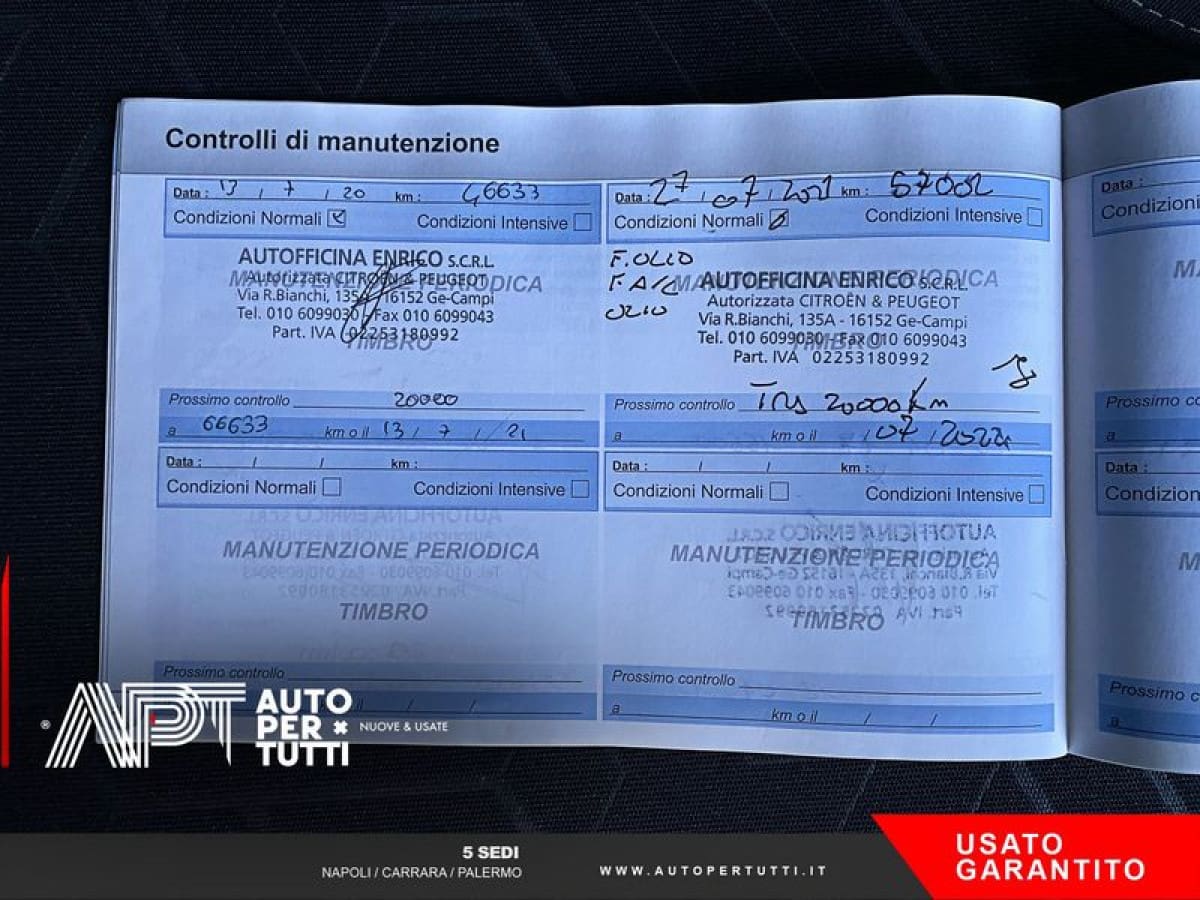 Controlli di manutenzione
Data : 13 / 7 / 20 km : 46633
Condizioni Normali Condizioni Intensive
AUTOFFICINA ENRICO S.C.R.L.
MANUTENZIONE PERIODICA
Autorizzata CITROËN & PEUGEOT
Via R.Bianchi, 135A - 16152 Ge-Campi
Tel. 010 6099030 - Fax 010 6099043
Part. IVA 02253180992
TIMBRO
Prossimo controllo 20000
a 66633 km o il 13 / 7 / 21
Data : / / km :
Condizioni Normali Condizioni Intensive
MANUTENZIONE PERIODICA
TIMBRO
Prossimo controllo
/ /
Data : 27 / 07 / 2021 km : 57002
Condizioni Normali Condizioni Intensive
F.OLIO
OLIO
AUTOFFICINA ENRICO S.C.R.L.
MANUTENZIONE PERIODICA
Autorizzata CITROËN & PEUGEOT
Via R.Bianchi, 135A - 16152 Ge-Campi
Tel. 010 6099030 - Fax 010 6099043
TIMBRO
Part. IVA 02253180992
Prossimo controllo 20000 km
a km o il / 07 / 2022
Data : / / km :
Condizioni Normali Condizioni Intensive
MANUTENZIONE PERIODICA
TIMBRO
Prossimo controllo
a km o il / /
Data :
Condizioni
Prossimo
a
Data :
Condizion
Prossimo
a
APT
AUTO
PER
TUTTI
NUOVE & USATE
5 SEDI
NAPOLI / CARRARA / PALERMO
WWW.AUTOPERTUTTI.IT
USATO
GARANTITO